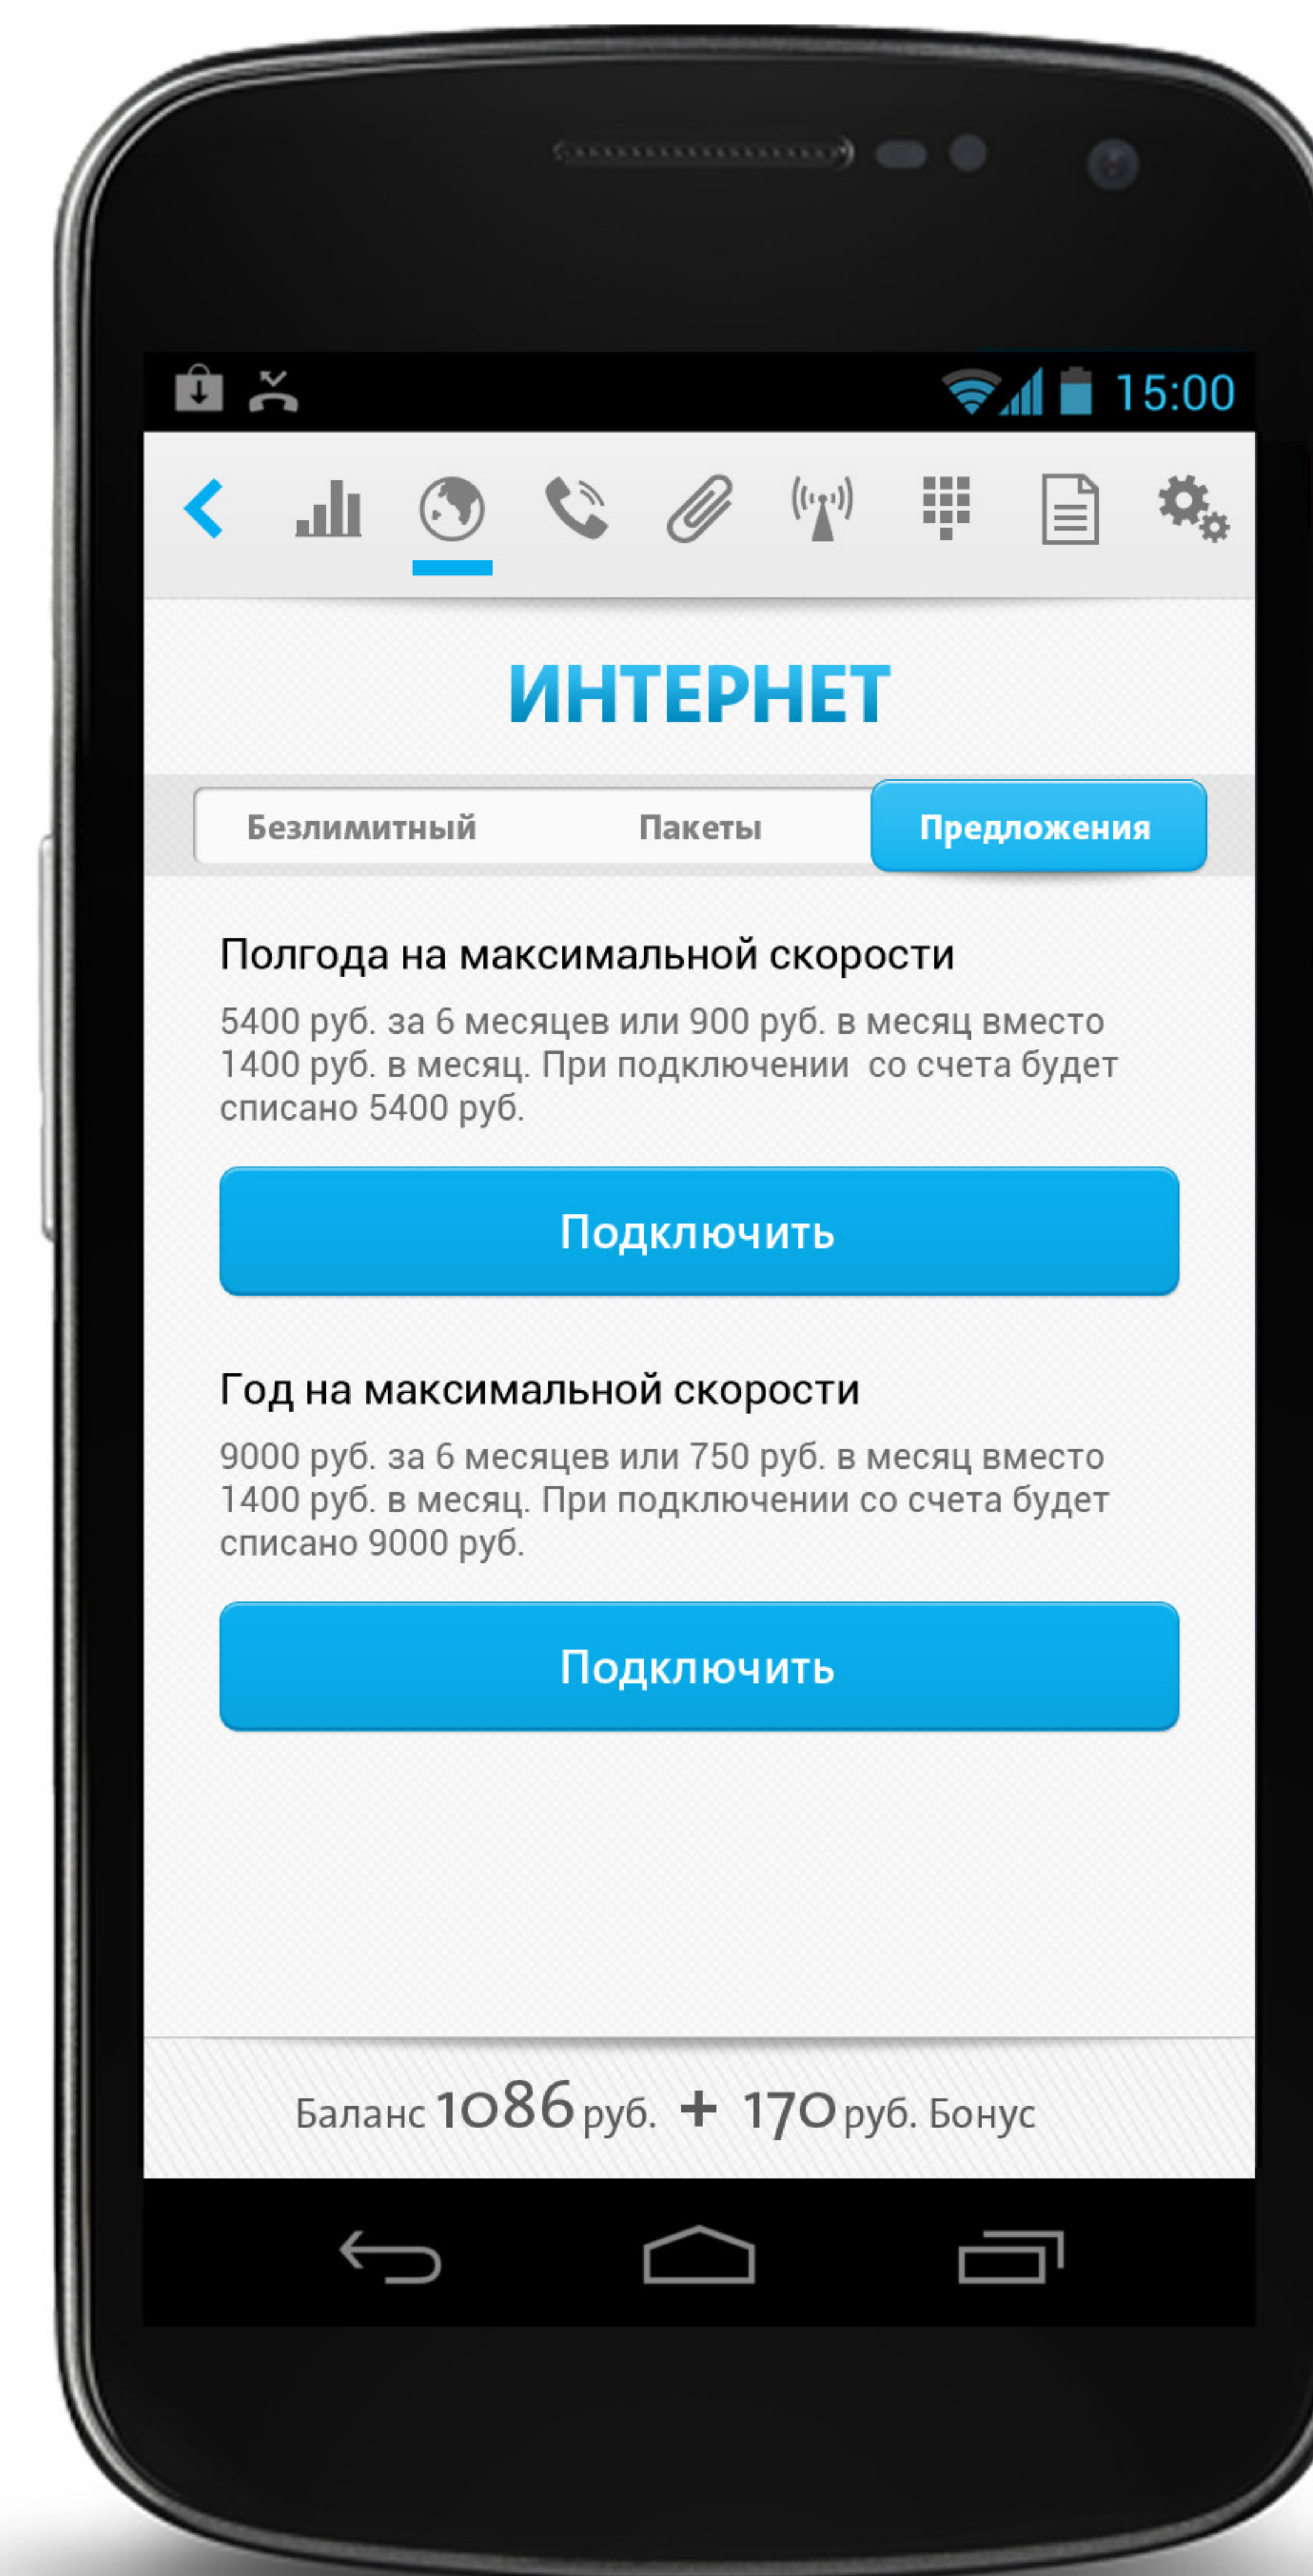 15:00
ИНТЕРНЕТ
Безлимитный Пакеты Предложения
Полгода на максимальной скорости
5400 руб. за 6 месяцев или 900 руб. в месяц вместо
1400 руб. в месяц. При подключении  со счета будет
списано 5400 руб.
Подключить
Год на максимальной скорости
9000 руб. за 6 месяцев или 750 руб. в месяц вместо
1400 руб. в месяц. При подключении со счета будет
списано 9000 руб.
Подключить
Баланс 1086 руб. + 170 руб. Бонус